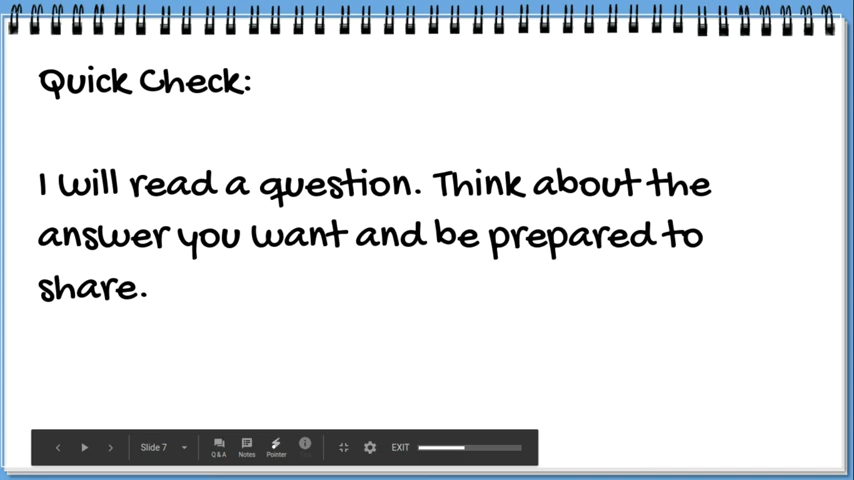 Quick Check:
I will read a question. Think about the
answer you want and be prepared to
share.
Slide 7
Q & A
Notes
Pointer
EXIT